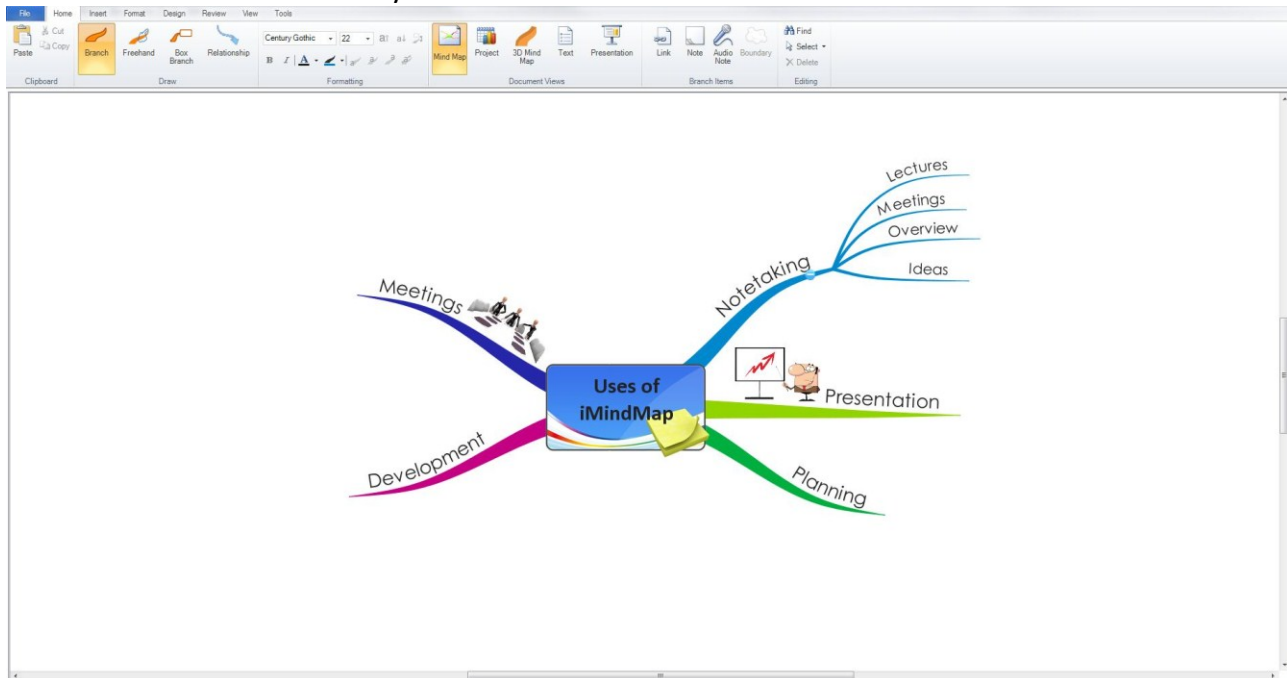 File Home Insert Format Design Review View Tools
Paste
Cut
Copy
Clipboard
Branch
Freehand
Box
Branch
Relationship
Draw
Century Gothic 22
B I A
Formatting
Mind Map
Project
3D Mind
Map
Text
Presentation
Document Views
Link
Note
Audio
Note
Boundary
Branch Items
Find
Select
Delete
Editing
Lectures
Meetings
Overview
Ideas
Notetaking
Meetings
Uses of
iMindMap
Presentation
Development
Planning